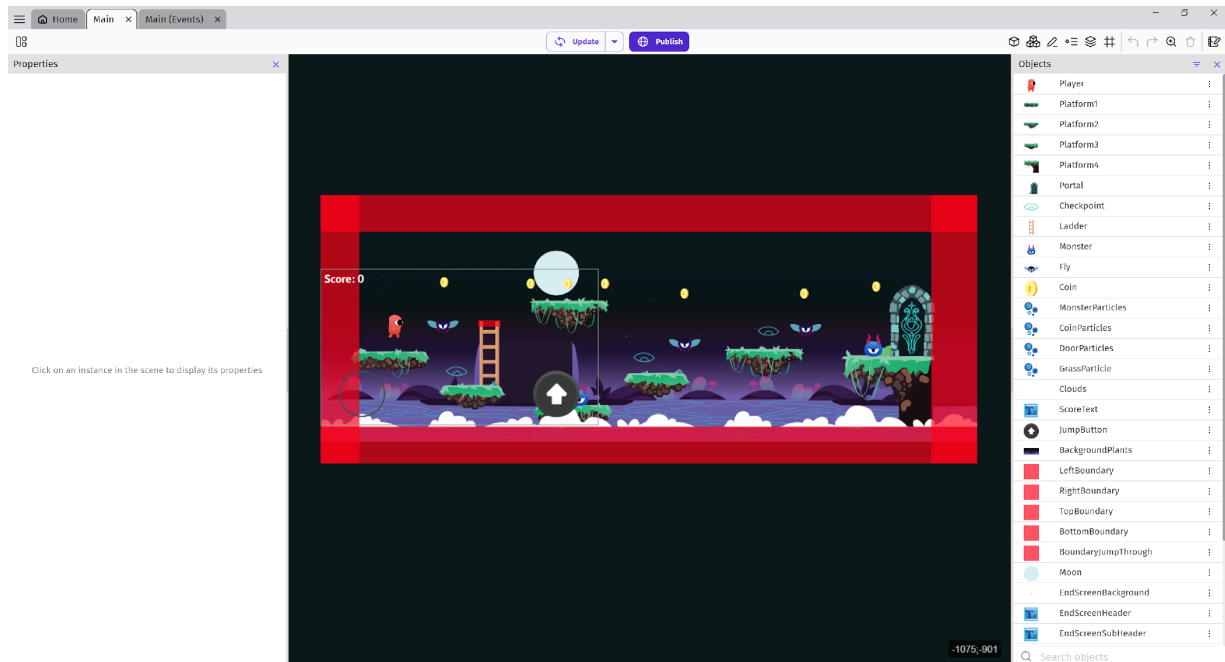 Home
Main
Main (Events)
Update
Publish
Properties
Objects
Click on an instance in the scene to display its properties
Score: 0
-1075;-901
Player
Platform1
Platform2
Platform3
Platform4
Portal
Checkpoint
Ladder
Monster
Fly
Coin
MonsterParticles
CoinParticles
DoorParticles
GrassParticle
Clouds
ScoreText
JumpButton
BackgroundPlants
LeftBoundary
RightBoundary
TopBoundary
BottomBoundary
BoundaryJumpThrough
Moon
EndScreenBackground
EndScreenHeader
EndScreenSubHeader
Search objects